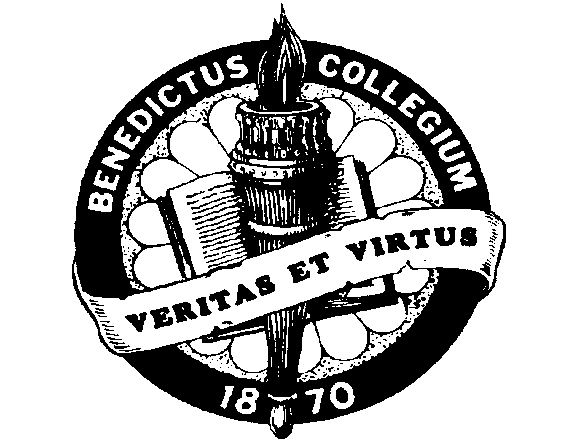 BENEDICTUS COLLEGIUM
VERITAS ET VIRTUS
18 70